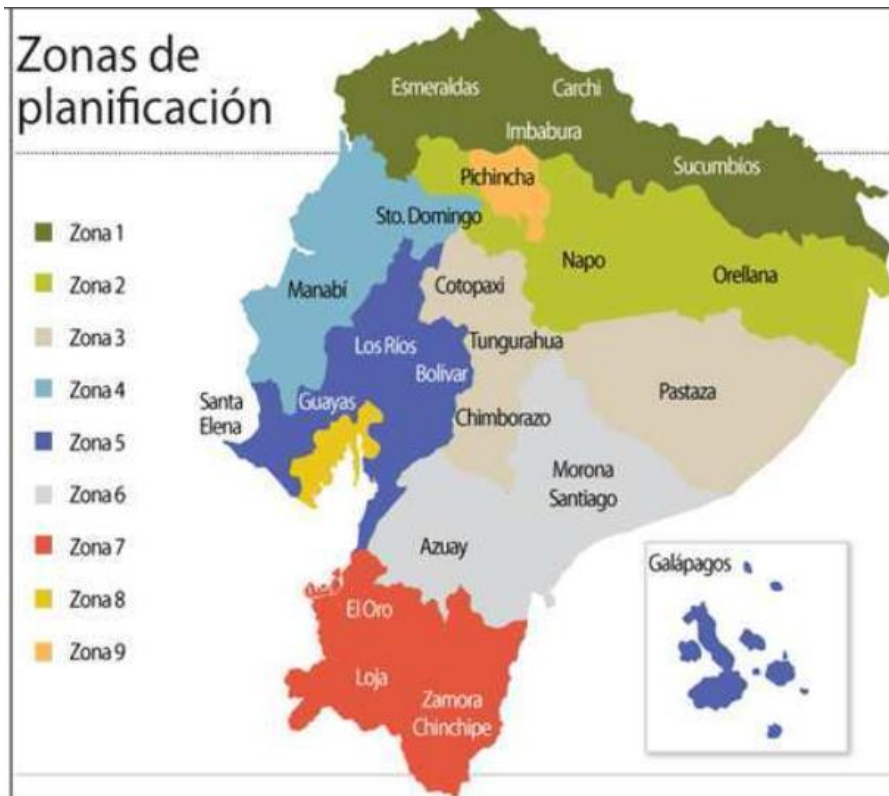 Zonas de
planificación
Zona 1
Zona 2
Zona 3
Zona 4
Zona 5
Zona 6
Zona 7
Zona 8
Zona 9
Esmeraldas
Carchi
Imbabura
Sucumbíos
Pichincha
Sto. Domingo
Napo
Orellana
Manabí
Cotopaxi
Los Ríos
Tungurahua
Bolívar
Pastaza
Santa
Elena
Guayas
Chimborazo
Morona
Santiago
Azuay
Galápagos
El Oro
Loja
Zamora
Chinchipe